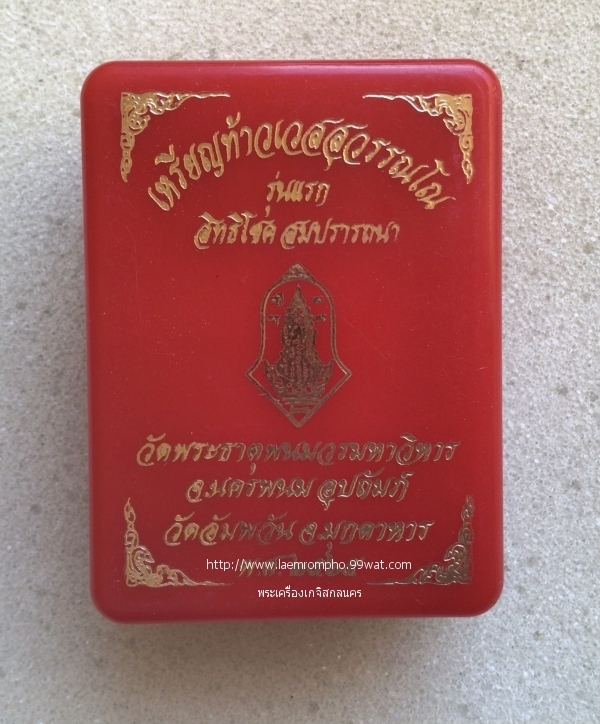 เหรียญท้าวเวสสุวรรณโณ
รุ่นแรก
สิทธิโชค สมปรารถนา
วัดพระธาตุพนมวรมหาวิหาร
จ.นครพนม อุปถัมภ์
วัดอัมพวัน จ.มุกดาหาร
http://www.laemrompho.99wat.com
พระเครื่องเกจิสกลนคร